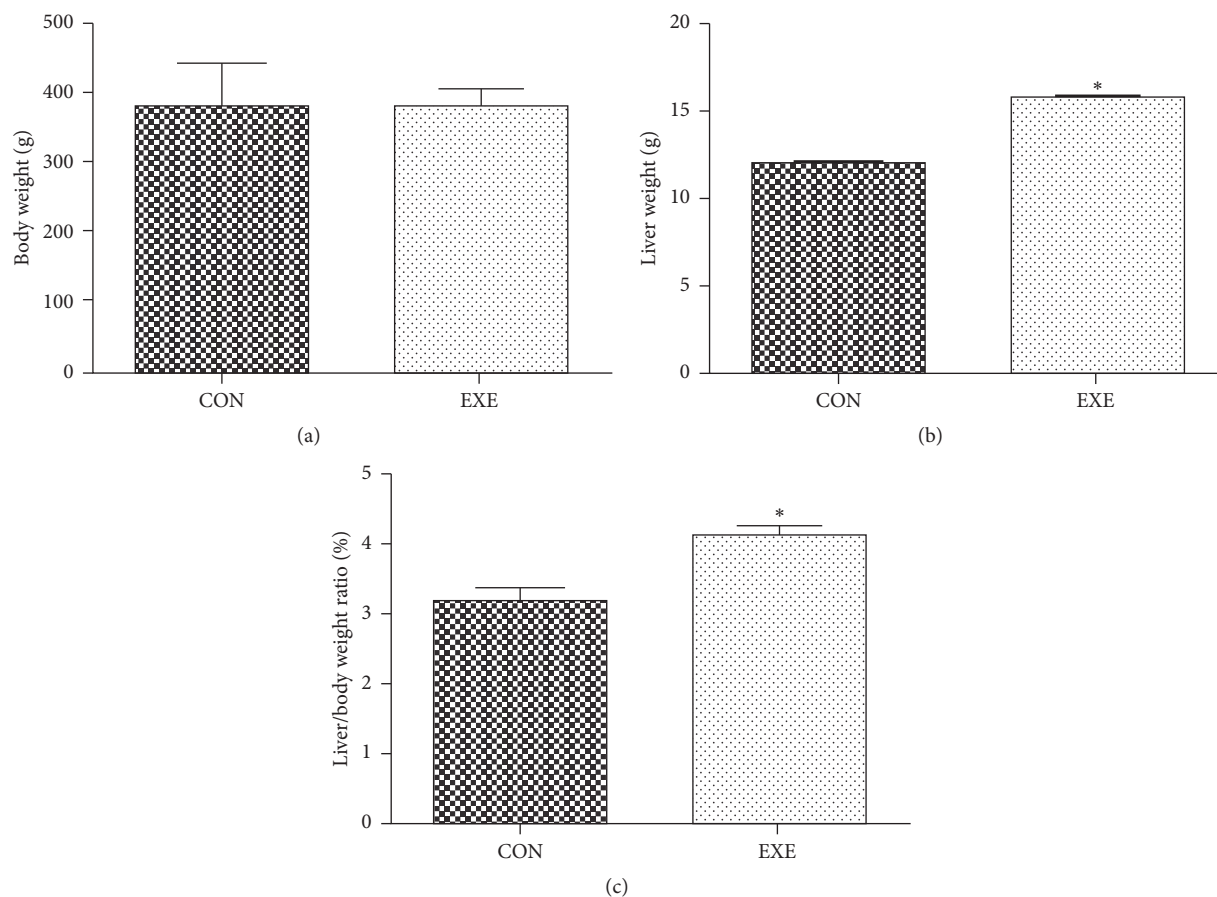 500
400
300
200
100
0
Body weight (g)
CON
EXE
(a)
20
15
10
5
0
Liver weight (g)
*
CON
EXE
(b)
5
4
3
2
1
0
Liver/body weight ratio (%)
*
CON
EXE
(c)